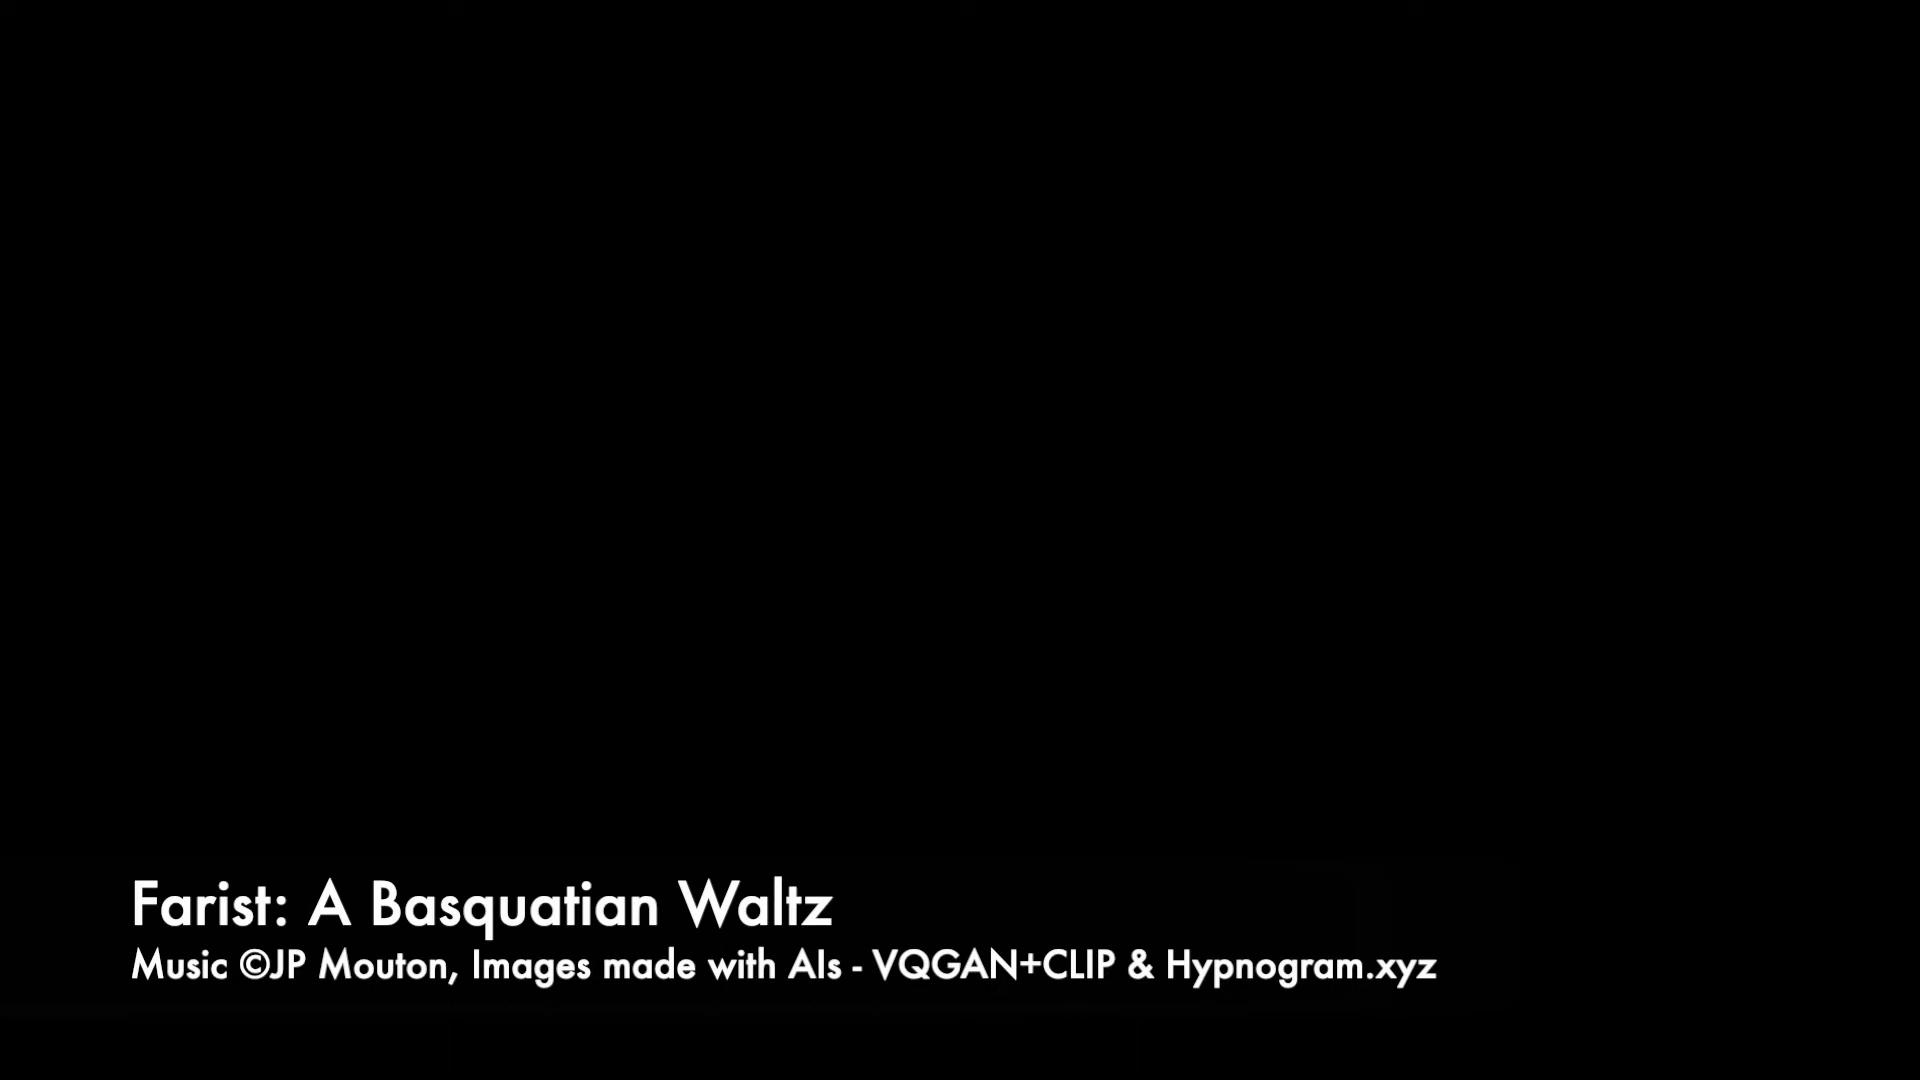 Farist: A Basquatian Waltz
Music ©JP Mouton, Images made with AIs - VQGAN+CLIP & Hypnogram.xyz